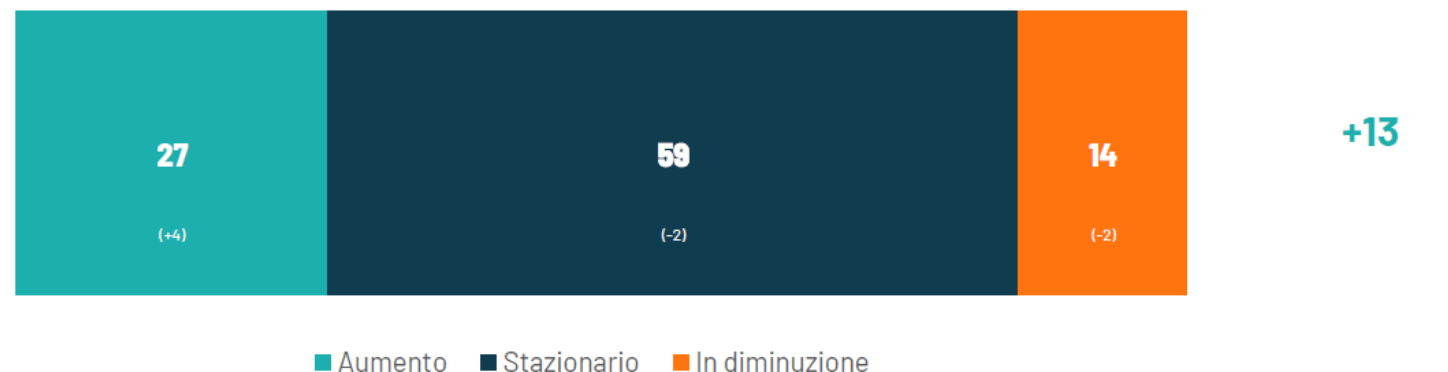 27 59 14 +13
(+4) (-2) (-2)
Aumento Stazionario In diminuzione